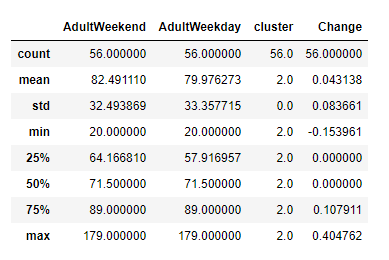 AdultWeekend AdultWeekday cluster Change
count 56.000000 56.000000 56.0 56.000000
mean 82.491110 79.976273 2.0 0.043138
std 32.493869 33.357715 0.0 0.083661
min 20.000000 20.000000 2.0 -0.153961
25% 64.166810 57.916957 2.0 0.000000
50% 71.500000 71.500000 2.0 0.000000
75% 89.000000 89.000000 2.0 0.107911
max 179.000000 179.000000 2.0 0.404762